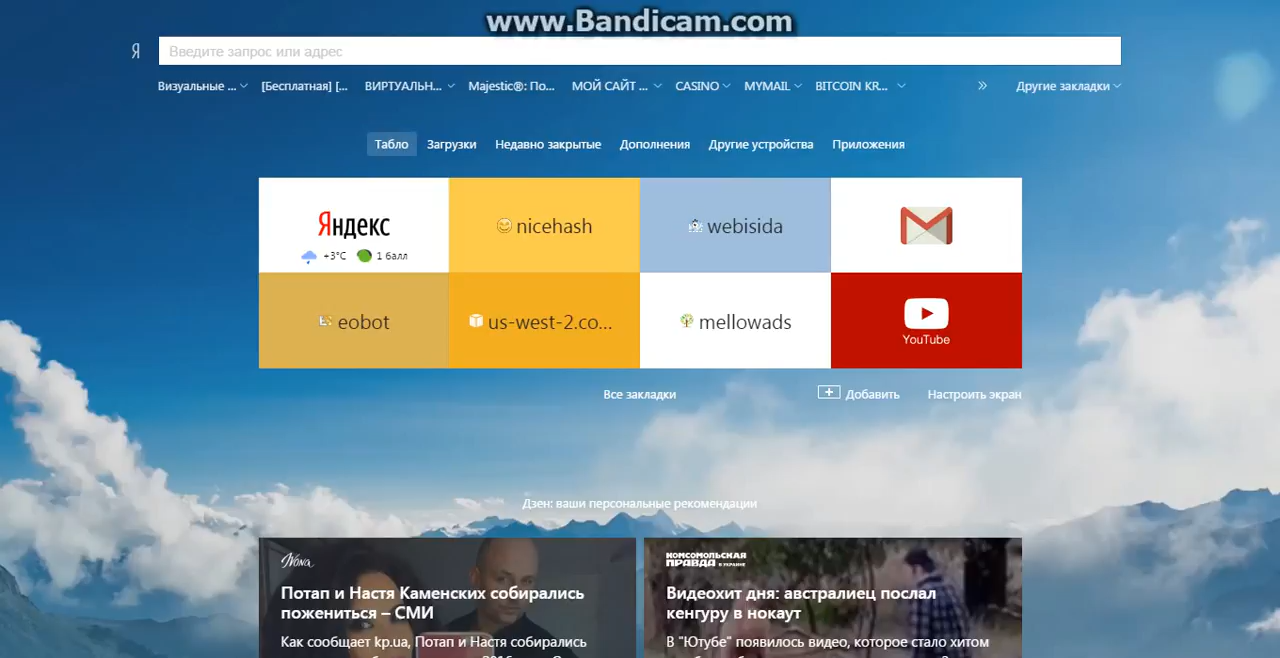 www.Bandicam.com
Я Введите запрос или адрес
Визуальные ... [Бесплатная] [... ВИРТУАЛЬН... Majestic®: По... МОЙ САЙТ ... CASINO MYMAIL BITCOIN KR... » Другие закладки
Табло Загрузки Недавно закрытые Дополнения Другие устройства Приложения
Яндекс nicehash webisida
+3°C 1 балл
eobot us-west-2.co... mellowads YouTube
Все закладки Добавить Настроить экран
Дзен: ваши персональные рекомендации
Ivona
Потап и Настя Каменских собирались
пожениться – СМИ
Как сообщает kp.ua, Потап и Настя собирались
КОМСОМОЛЬСКАЯ
ПРАВДА В УКРАИНЕ
Видеохит дня: австралиец послал
кенгуру в нокаут
В "Ютубе" появилось видео, которое стало хитом